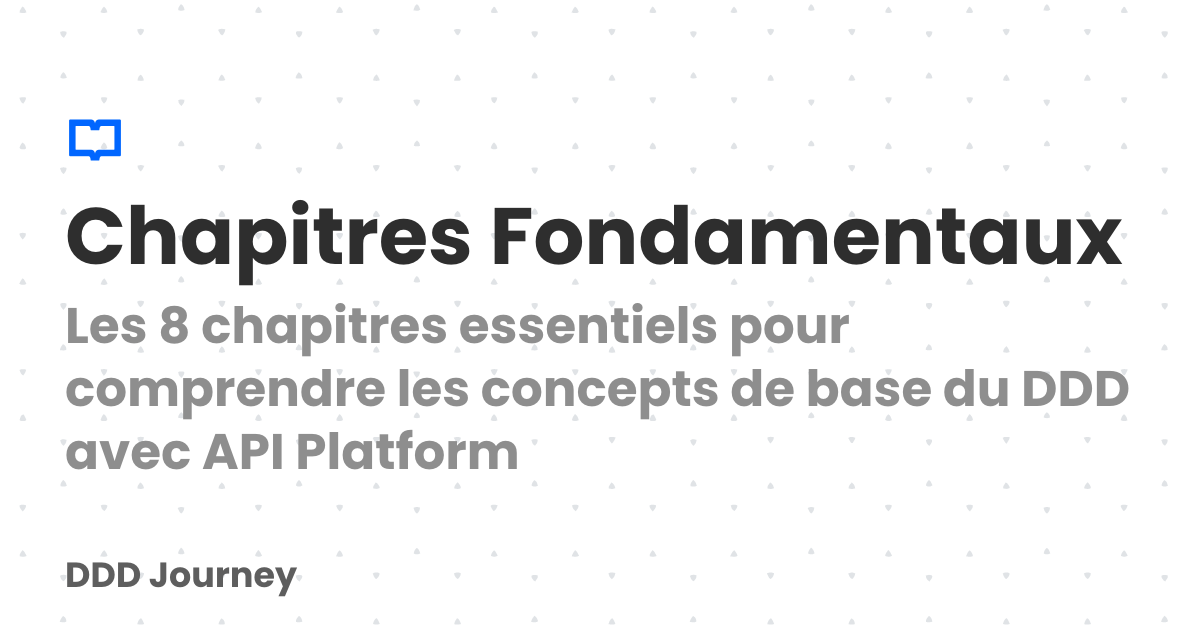 Chapitres Fondamentaux
Les 8 chapitres essentiels pour
comprendre les concepts de base du DDD
avec API Platform
DDD Journey